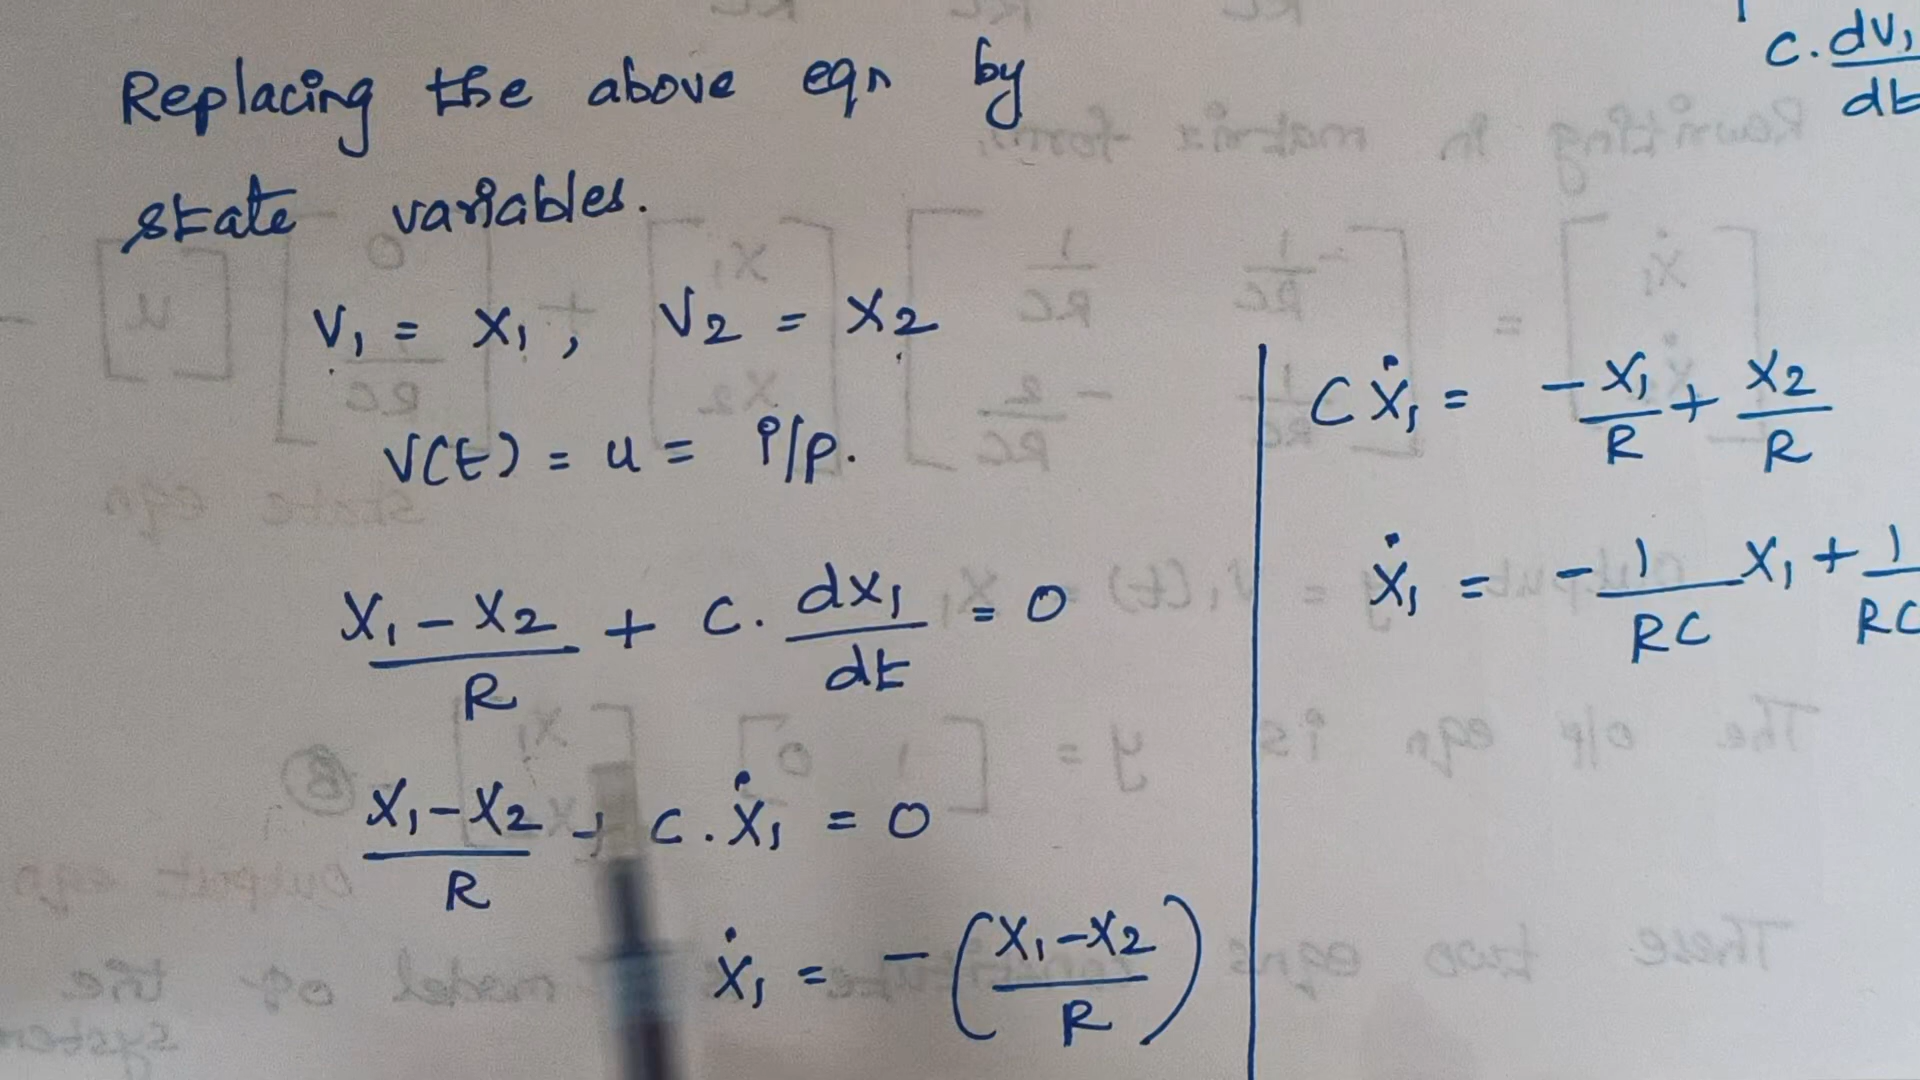 Replacing the above eqn by
state variables.
V₁ = X₁, V₂ = X₂
V(t) = u = i/p.
(X₁ − X₂)/R + C. dX₁/dt = 0
(X₁ − X₂)/R + C. Ẋ₁ = 0
Ẋ₁ = − ((X₁ − X₂)/R)
C. dV₁/dt
C Ẋ₁ = − X₁/R + X₂/R
Ẋ₁ = − 1/RC X₁ + 1/RC